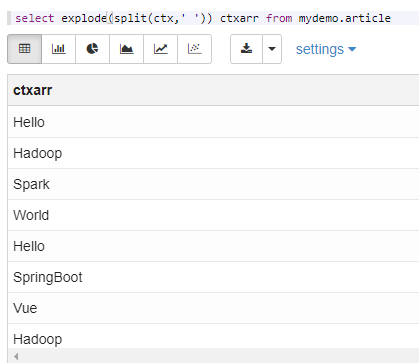 select explode(split(ctx,' ')) ctxarr from mydemo.article
settings
ctxarr
Hello
Hadoop
Spark
World
Hello
SpringBoot
Vue
Hadoop